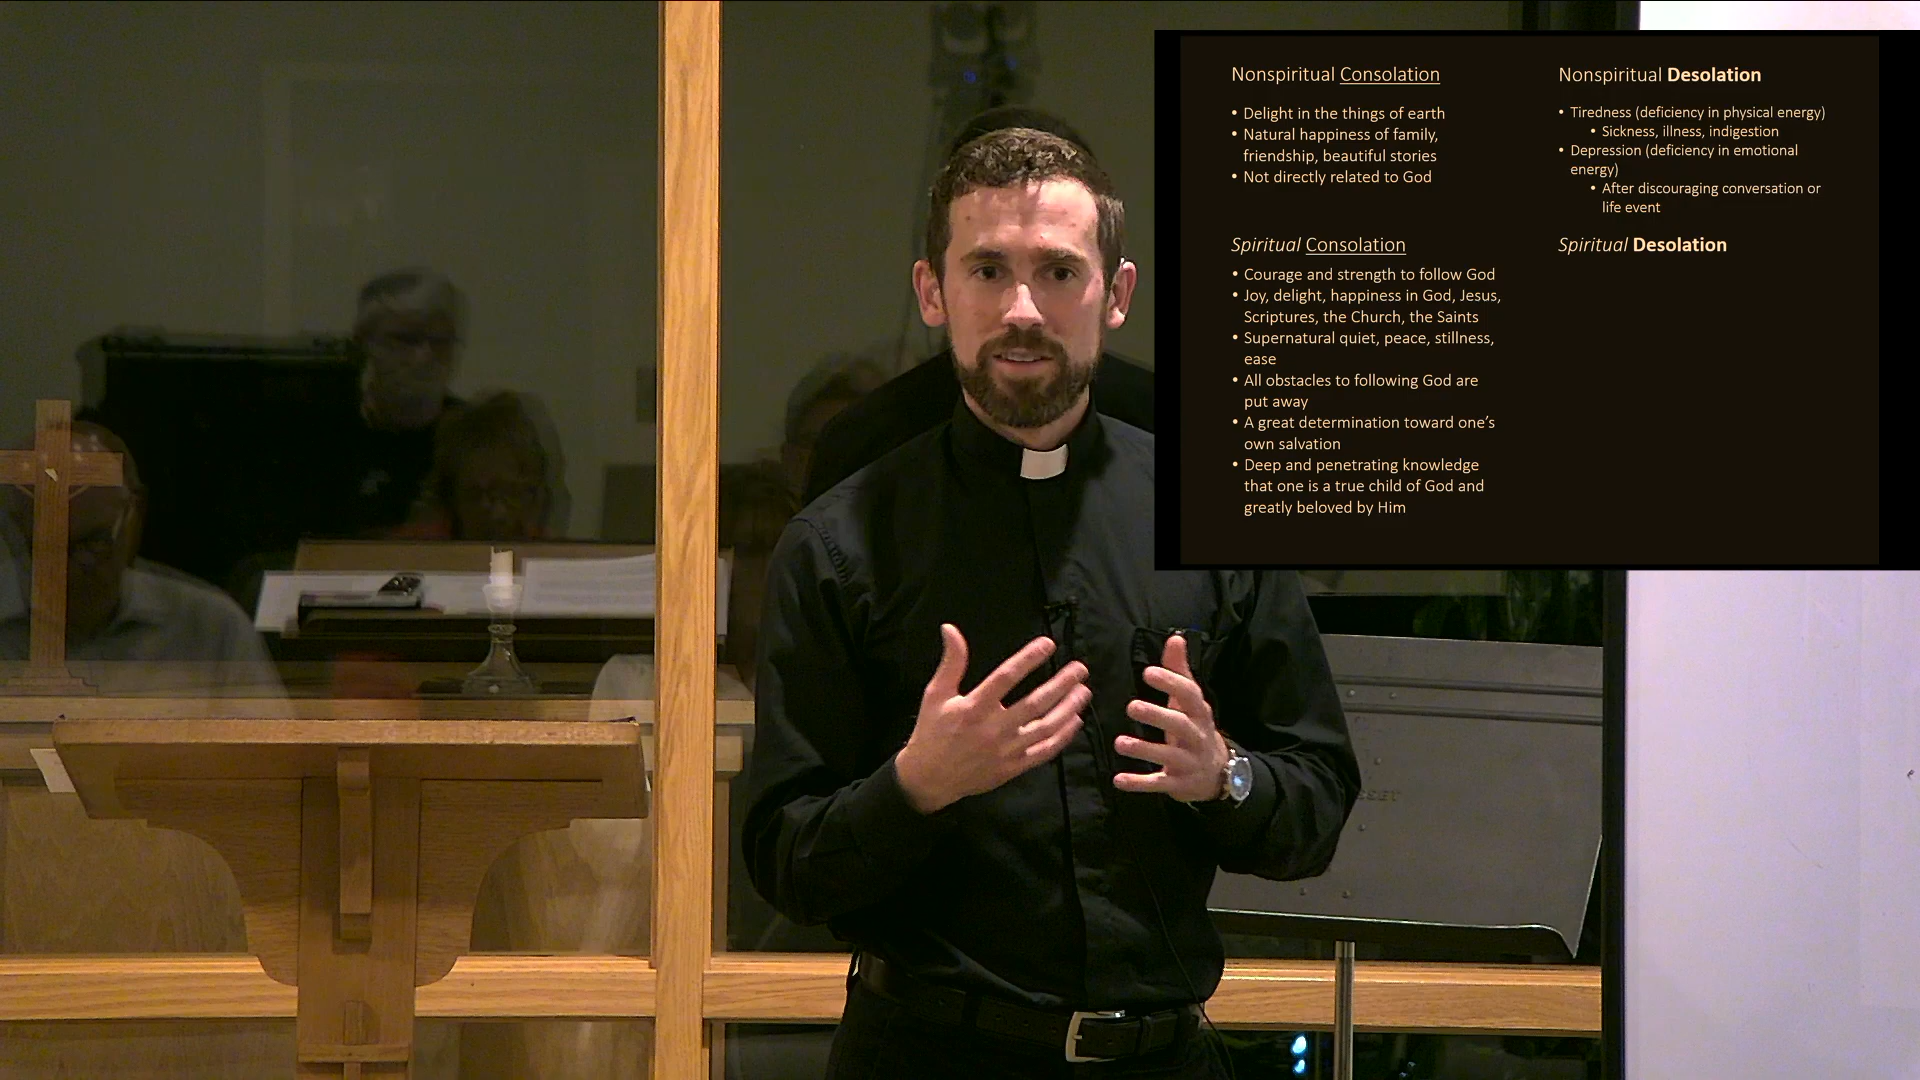 Nonspiritual Consolation
• Delight in the things of earth
• Natural happiness of family,
friendship, beautiful stories
• Not directly related to God
Nonspiritual Desolation
• Tiredness (deficiency in physical energy)
• Sickness, illness, indigestion
• Depression (deficiency in emotional
energy)
• After discouraging conversation or
life event
Spiritual Consolation
• Courage and strength to follow God
• Joy, delight, happiness in God, Jesus,
Scriptures, the Church, the Saints
• Supernatural quiet, peace, stillness,
ease
• All obstacles to following God are
put away
• A great determination toward one’s
own salvation
• Deep and penetrating knowledge
that one is a true child of God and
greatly beloved by Him
Spiritual Desolation